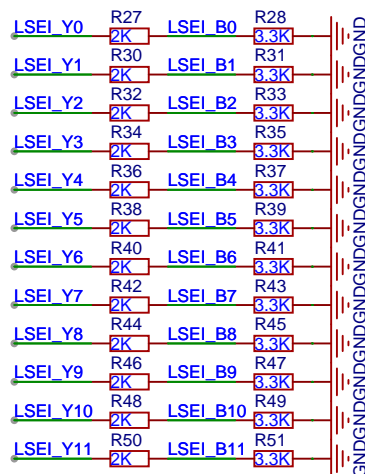 R27 R28
LSEI_Y0 2K LSEI_B0 3.3K GND
R30 R31
LSEI_Y1 2K LSEI_B1 3.3K GND
R32 R33
LSEI_Y2 2K LSEI_B2 3.3K GND
R34 R35
LSEI_Y3 2K LSEI_B3 3.3K GND
R36 R37
LSEI_Y4 2K LSEI_B4 3.3K GND
R38 R39
LSEI_Y5 2K LSEI_B5 3.3K GND
R40 R41
LSEI_Y6 2K LSEI_B6 3.3K GND
R42 R43
LSEI_Y7 2K LSEI_B7 3.3K GND
R44 R45
LSEI_Y8 2K LSEI_B8 3.3K GND
R46 R47
LSEI_Y9 2K LSEI_B9 3.3K GND
R48 R49
LSEI_Y10 2K LSEI_B10 3.3K GND
R50 R51
LSEI_Y11 2K LSEI_B11 3.3K GND